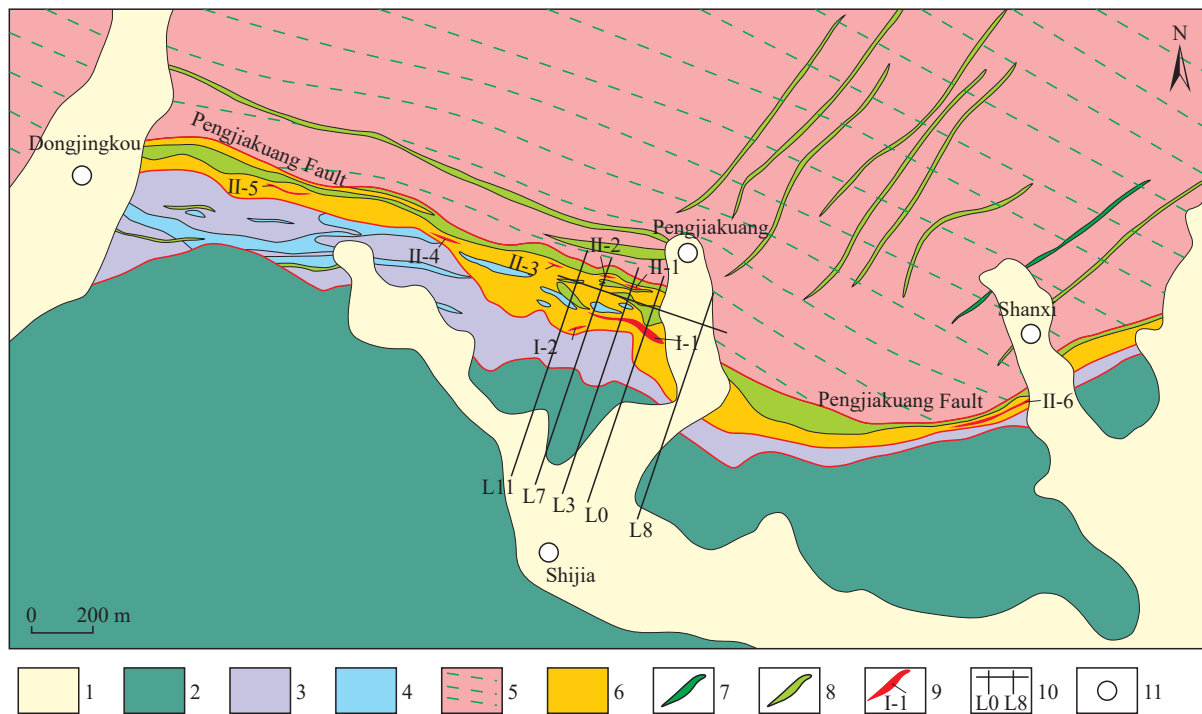 N
Dongjingkou
Pengjiakuang Fault
II-5
Pengjiakuang
II-2
II-4
II-3
II-1
Shanxi
I-2
I-1
Pengjiakuang Fault
II-6
L11
L7
L3
L0
L8
Shijia
0 200 m
1 2 3 4 5 6 7 8 I-1 9 L0 L8 10 11